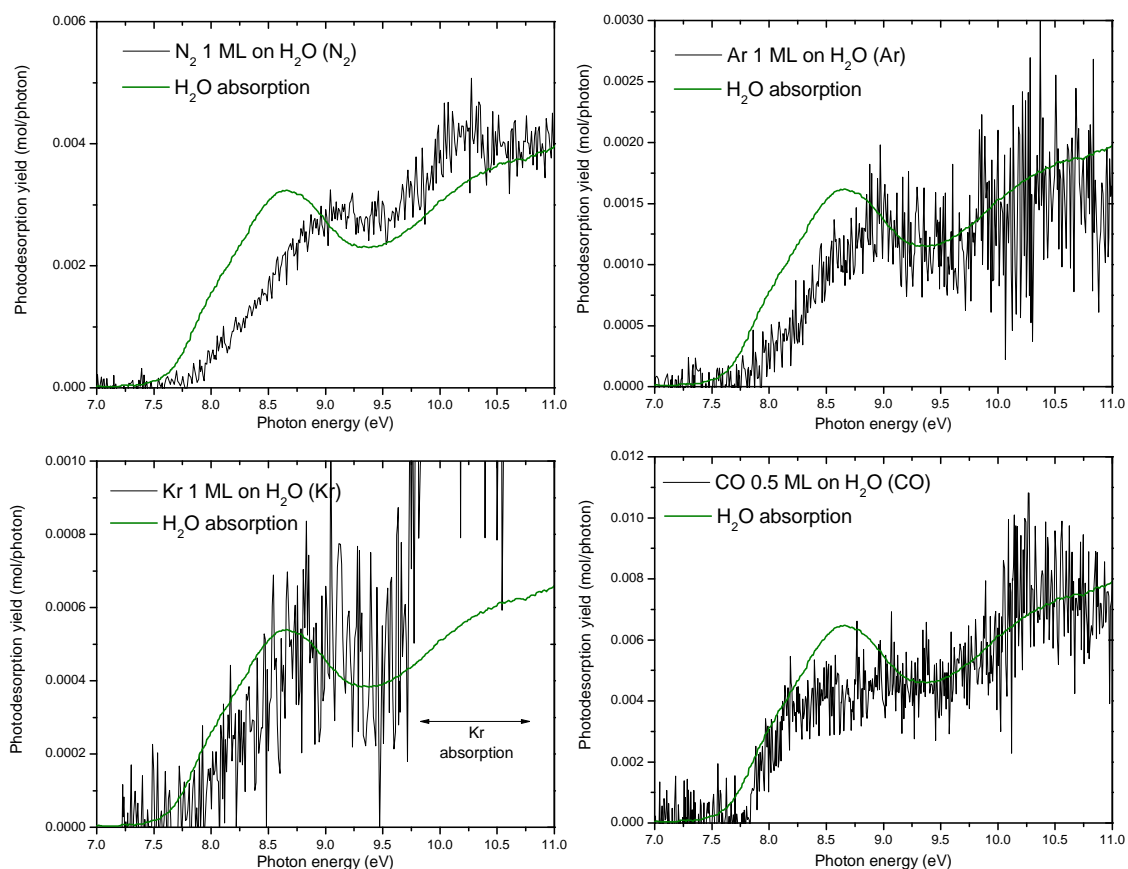 N₂ 1 ML on H₂O (N₂)
H₂O absorption
Photodesorption yield (mol/photon)
0.006
0.004
0.002
0.000
7.0 7.5 8.0 8.5 9.0 9.5 10.0 10.5 11.0
Photon energy (eV)
Ar 1 ML on H₂O (Ar)
H₂O absorption
Photodesorption yield (mol/photon)
0.0030
0.0025
0.0020
0.0015
0.0010
0.0005
0.0000
7.0 7.5 8.0 8.5 9.0 9.5 10.0 10.5 11.0
Photon energy (eV)
Kr 1 ML on H₂O (Kr)
H₂O absorption
Kr
absorption
Photodesorption yield (mol/photon)
0.0010
0.0008
0.0006
0.0004
0.0002
0.0000
7.0 7.5 8.0 8.5 9.0 9.5 10.0 10.5 11.0
Photon energy (eV)
CO 0.5 ML on H₂O (CO)
H₂O absorption
Photodesorption yield (mol/photon)
0.012
0.010
0.008
0.006
0.004
0.002
0.000
7.0 7.5 8.0 8.5 9.0 9.5 10.0 10.5 11.0
Photon energy (eV)